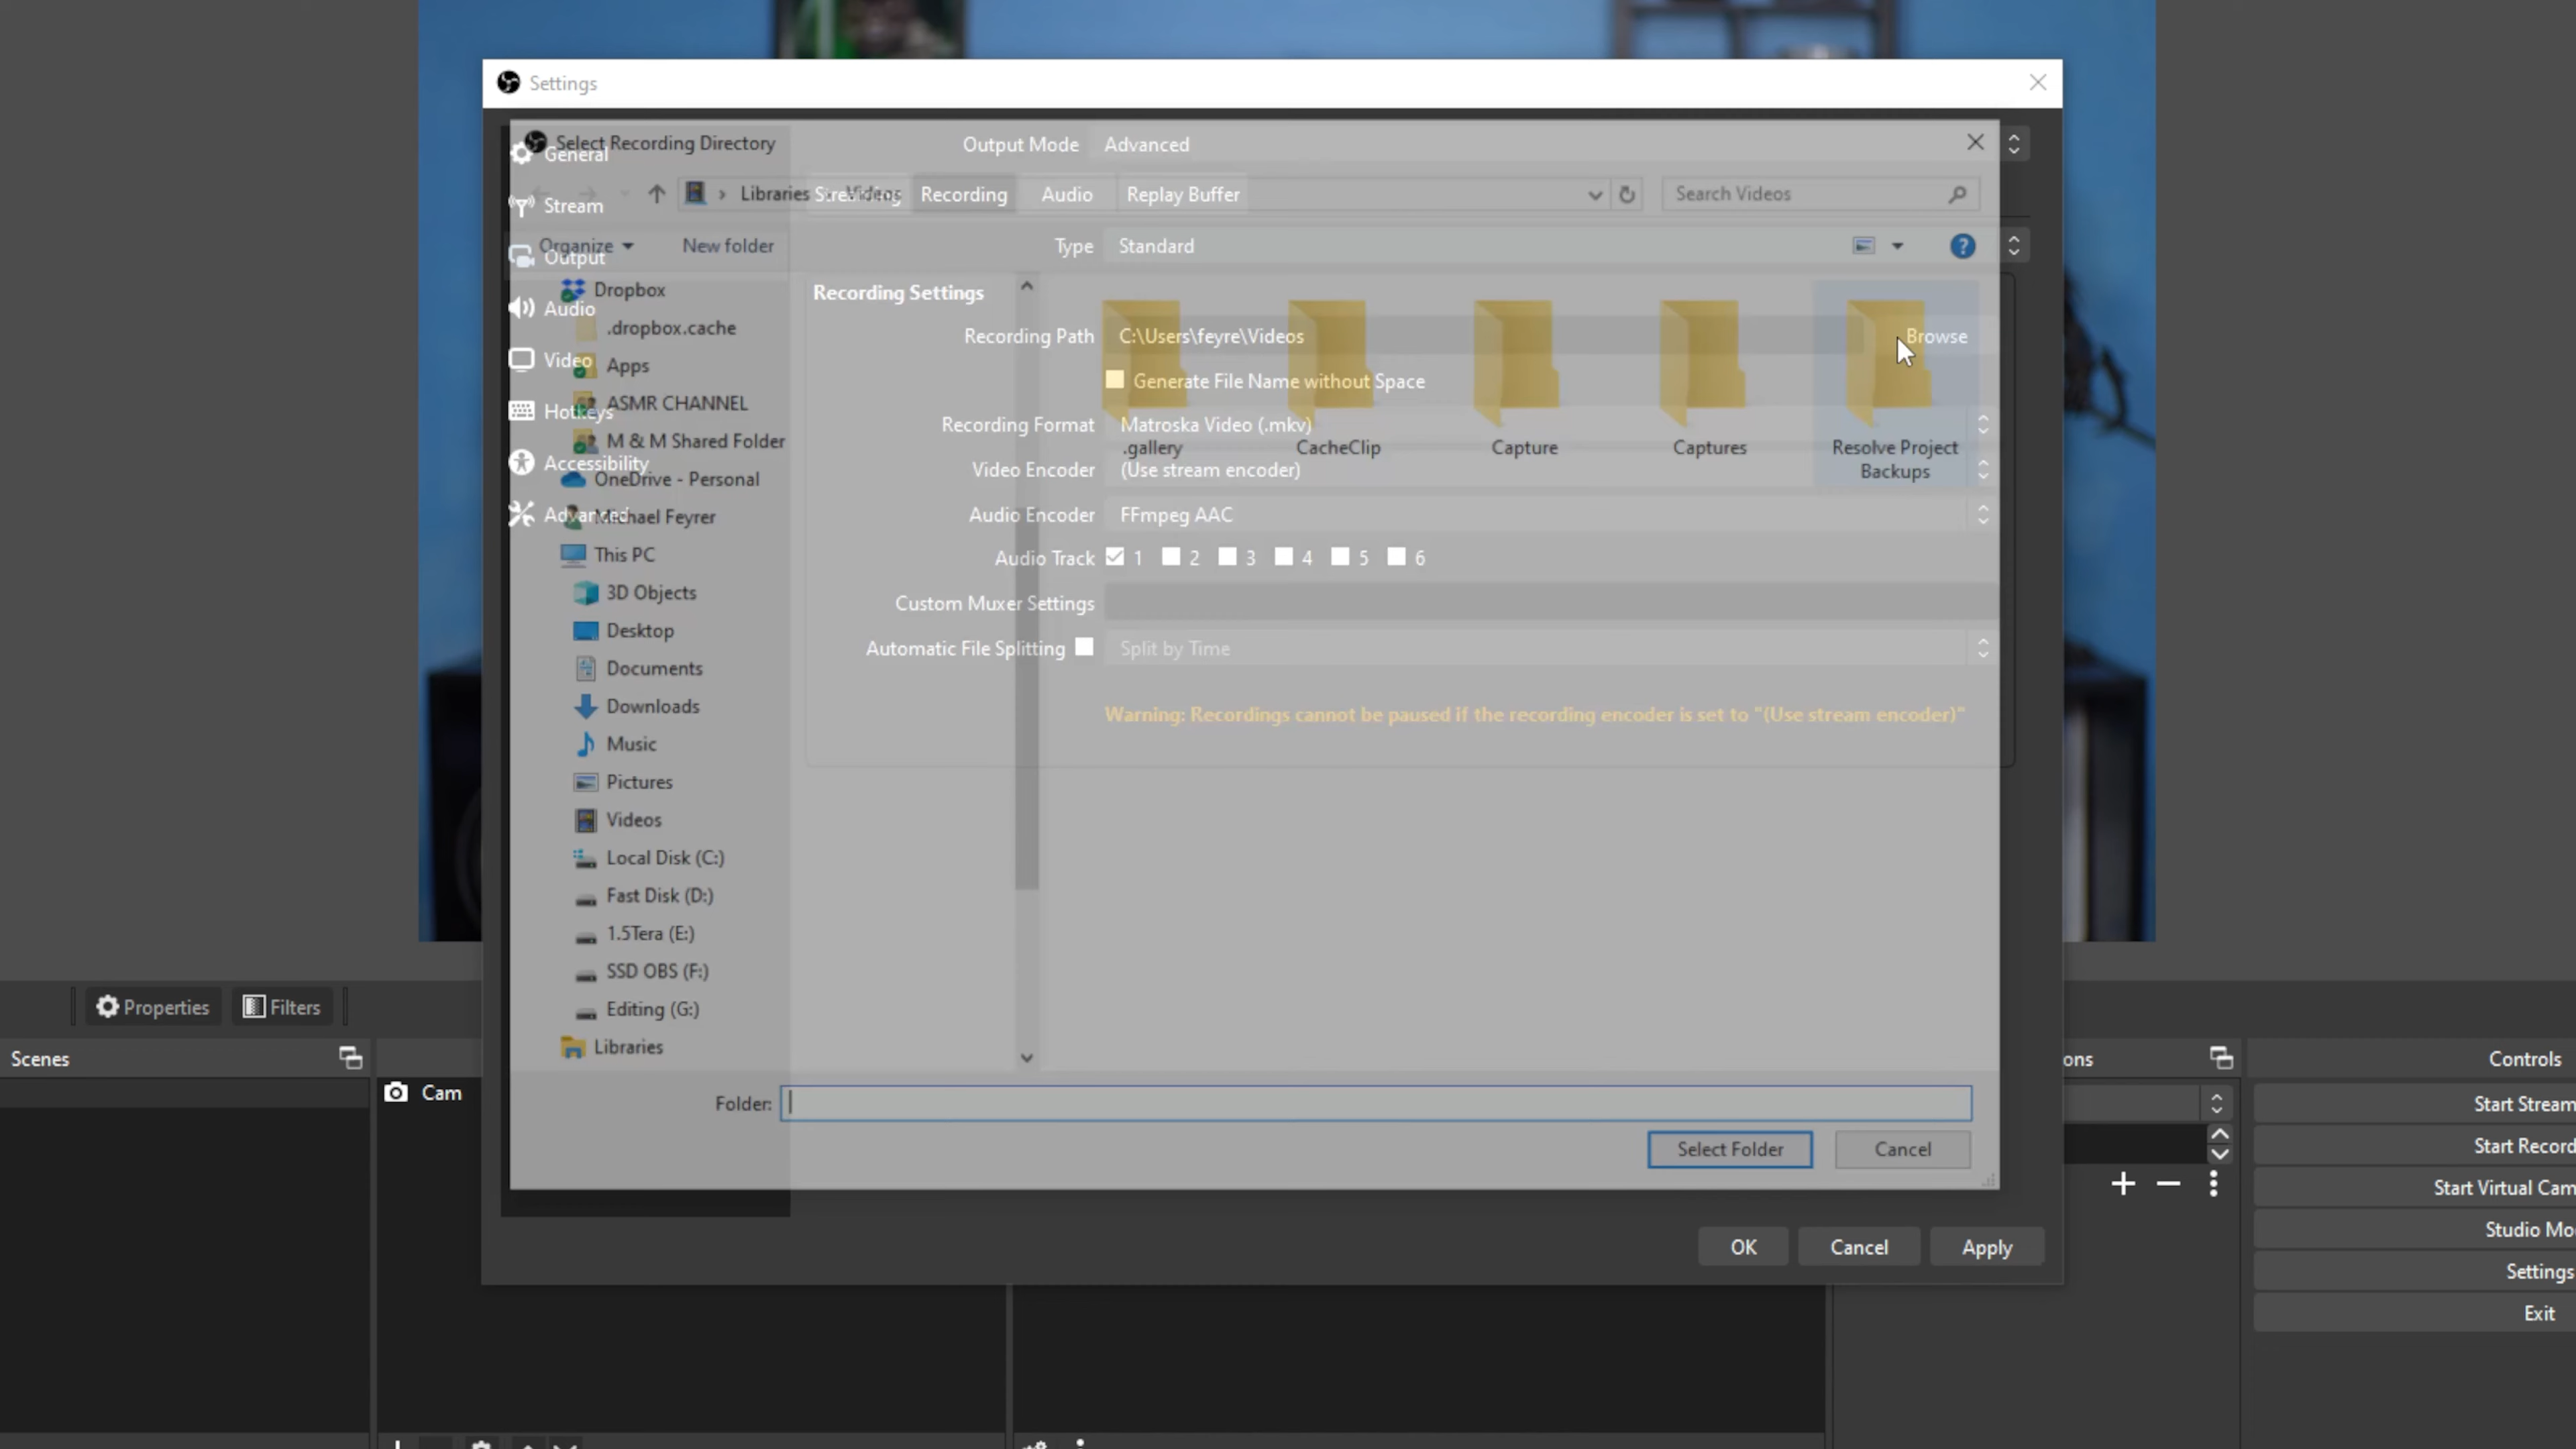 Settings
Select Recording Directory
Output Mode Advanced
General
Libraries Videos
Streaming Recording Audio Replay Buffer
Search Videos
Stream
Organize New folder
Type Standard
Output
Dropbox
Recording Settings
Audio
.dropbox.cache
Recording Path C:\Users\feyre\Videos Browse
Video
Apps
Generate File Name without Space
Hotkeys
ASMR CHANNEL
Recording Format Matroska Video (.mkv)
M & M Shared Folder
.gallery CacheClip Capture Captures Resolve Project Backups
Accessibility
OneDrive - Personal
Video Encoder (Use stream encoder)
Advanced
Michael Feyrer
Audio Encoder FFmpeg AAC
This PC
Audio Track 1 2 3 4 5 6
3D Objects
Custom Muxer Settings
Desktop
Automatic File Splitting Split by Time
Documents
Downloads
Warning: Recordings cannot be paused if the recording encoder is set to "(Use stream encoder)"
Music
Pictures
Videos
Local Disk (C:)
Fast Disk (D:)
1.5Tera (E:)
SSD OBS (F:)
Editing (G:)
Libraries
Folder:
Select Folder Cancel
OK Cancel Apply
Properties Filters
Scenes
Cam
ons
Controls
Start Stream
Start Record
Start Virtual Cam
Studio Mo
Settings
Exit